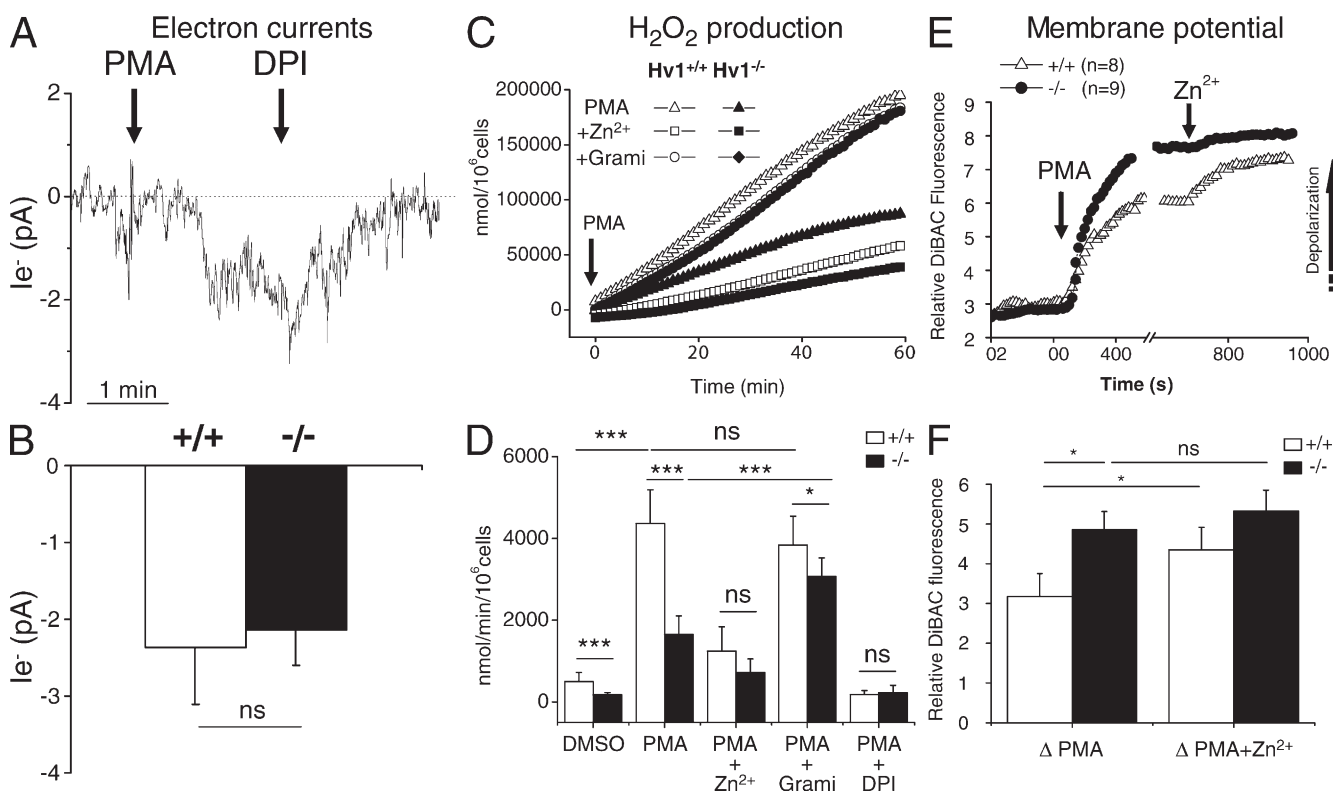 A Electron currents
PMA DPI
2
0
-2
-4
Ie⁻ (pA)
1 min
B +/+ -/-
0
-1
-2
-3
-4
Ie⁻ (pA)
ns
C H₂O₂ production
Hv1⁺/⁺ Hv1⁻/⁻
PMA
+Zn²⁺
+Grami
PMA
200000
150000
100000
50000
0
nmol/10⁶cells
0 20 40 60
Time (min)
D +/+
-/-
*** ns
*** ***
*
ns
***
ns
6000
4000
2000
0
nmol/min/10⁶cells
DMSO PMA PMA PMA PMA
+ + +
Zn²⁺ Grami DPI
E Membrane potential
+/+ (n=8)
-/- (n=9)
Zn²⁺
PMA
9
8
7
6
5
4
3
2
Relative DiBAC Fluorescence
Depolarization
02 00 400 800 1000
Time (s)
F +/+
-/-
* ns
*
6
5
4
3
2
1
0
Relative DiBAC fluorescence
Δ PMA Δ PMA+Zn²⁺